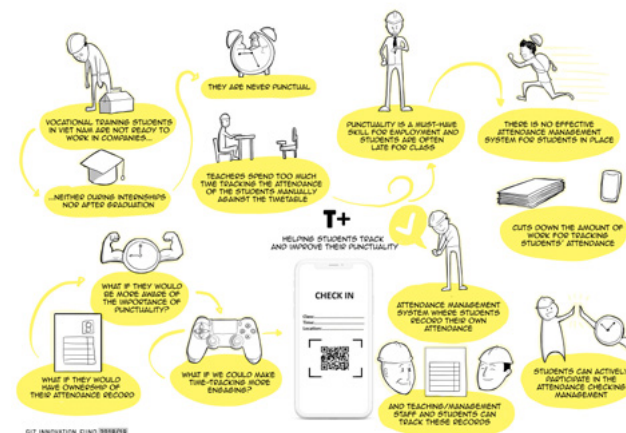 VOCATIONAL TRAINING STUDENTS
IN VIET NAM ARE NOT READY TO
WORK IN COMPANIES...
...NEITHER DURING INTERNSHIPS
NOR AFTER GRADUATION
THEY ARE NEVER PUNCTUAL
TEACHERS SPEND TOO MUCH
TIME TRACKING THE ATTENDANCE
OF THE STUDENTS MANUALLY
AGAINST THE TIMETABLE
PUNCTUALITY IS A MUST-HAVE
SKILL FOR EMPLOYMENT AND
STUDENTS ARE OFTEN
LATE FOR CLASS
THERE IS NO EFFECTIVE
ATTENDANCE MANAGEMENT
SYSTEM FOR STUDENTS IN PLACE
CUTS DOWN THE AMOUNT OF
WORK FOR TRACKING
STUDENTS' ATTENDANCE
T+
HELPING STUDENTS TRACK
AND IMPROVE THEIR PUNCTUALITY
WHAT IF THEY WOULD
BE MORE AWARE OF
THE IMPORTANCE OF
PUNCTUALITY?
WHAT IF THEY WOULD
HAVE OWNERSHIP OF
THEIR ATTENDANCE RECORD
WHAT IF WE COULD MAKE
TIME-TRACKING MORE
ENGAGING?
CHECK IN
Class:
Time:
Location:
ATTENDANCE MANAGEMENT
SYSTEM WHERE STUDENTS
RECORD THEIR OWN
ATTENDANCE
AND TEACHING/MANAGEMENT
STAFF AND STUDENTS CAN
TRACK THESE RECORDS
STUDENTS CAN ACTIVELY
PARTICIPATE IN THE
ATTENDANCE CHECKING
MANAGEMENT
INNOVATION FUND